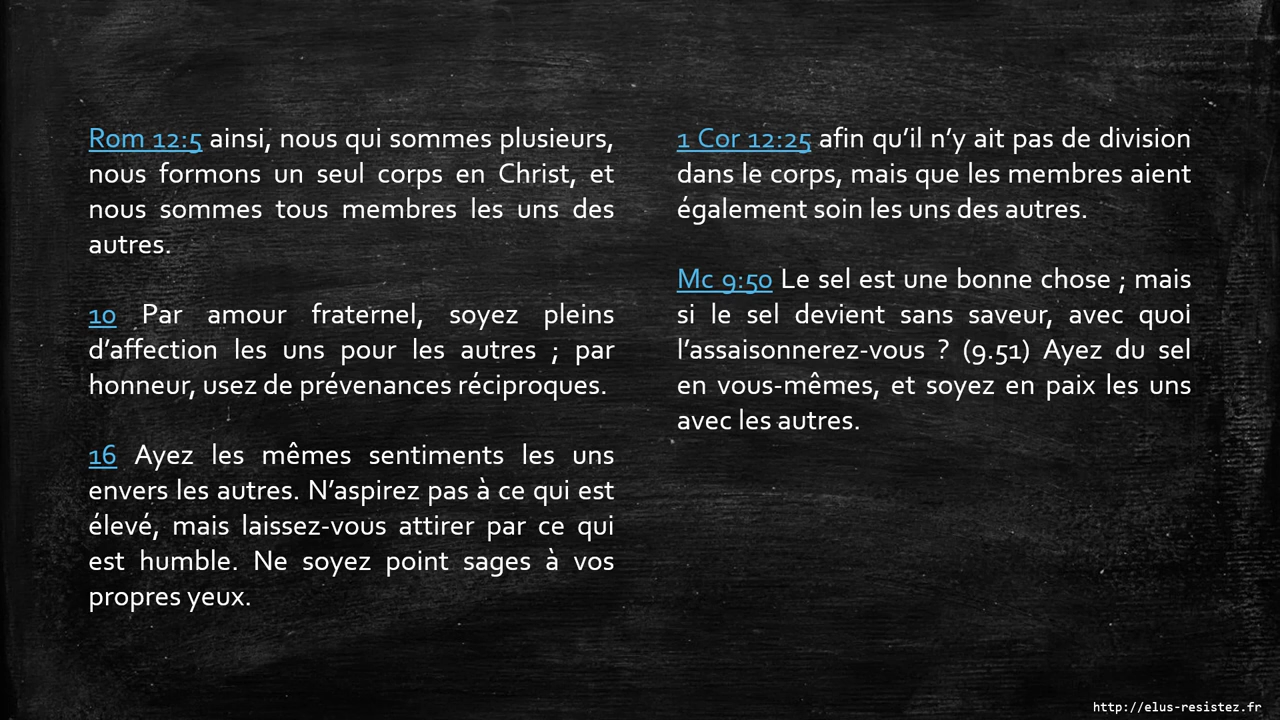 Rom 12:5 ainsi, nous qui sommes plusieurs,
nous formons un seul corps en Christ, et
nous sommes tous membres les uns des
autres.
10 Par amour fraternel, soyez pleins
d’affection les uns pour les autres ; par
honneur, usez de prévenances réciproques.
16 Ayez les mêmes sentiments les uns
envers les autres. N’aspirez pas à ce qui est
élevé, mais laissez-vous attirer par ce qui
est humble. Ne soyez point sages à vos
propres yeux.
1 Cor 12:25 afin qu’il n’y ait pas de division
dans le corps, mais que les membres aient
également soin les uns des autres.
Mc 9:50 Le sel est une bonne chose ; mais
si le sel devient sans saveur, avec quoi
l’assaisonnerez-vous ? (9.51) Ayez du sel
en vous-mêmes, et soyez en paix les uns
avec les autres.
http://elus-resistez.fr